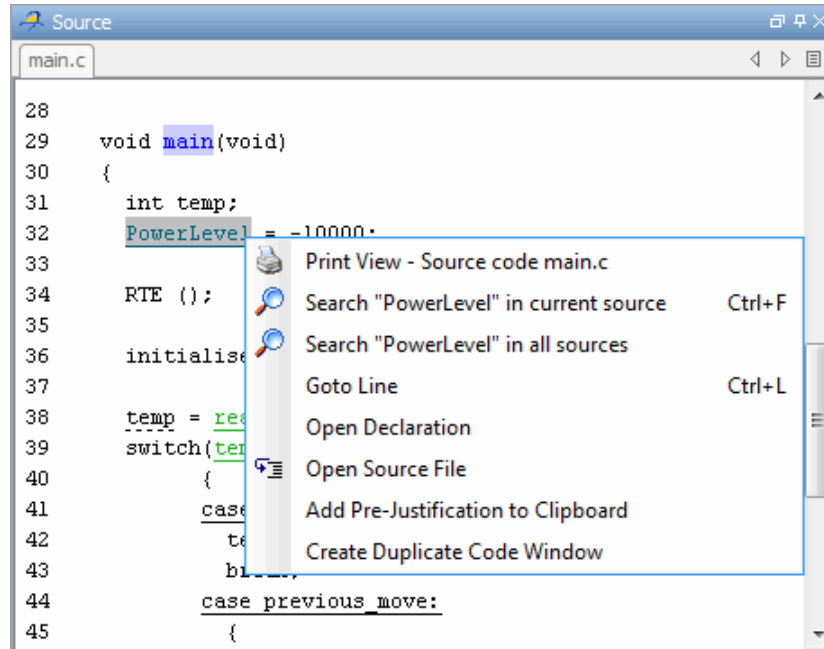 Source
main.c
28
29 void main(void)
30 {
31 int temp;
32 PowerLevel = -10000;
33
34 RTE ();
35
36 initialise
37
38 temp = rea
39 switch(
40 {
41 case
42
43
44 case previous_move:
45 {
Print View - Source code main.c
Search "PowerLevel" in current source Ctrl+F
Search "PowerLevel" in all sources
Goto Line Ctrl+L
Open Declaration
Open Source File
Add Pre-Justification to Clipboard
Create Duplicate Code Window